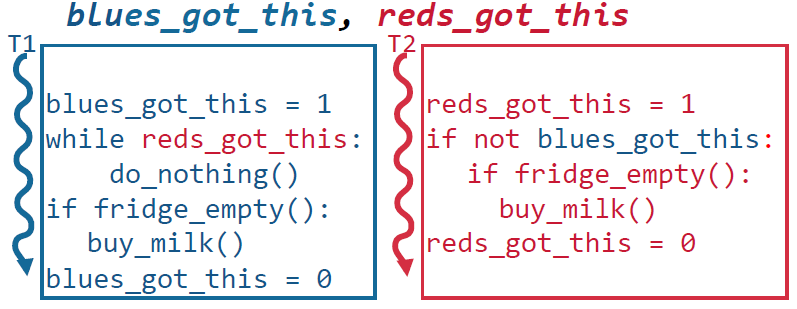 blues_got_this, reds_got_this
T1
blues_got_this = 1
while reds_got_this:
    do_nothing()
if fridge_empty():
  buy_milk()
blues_got_this = 0
T2
reds_got_this = 1
if not blues_got_this:
  if fridge_empty():
    buy_milk()
reds_got_this = 0